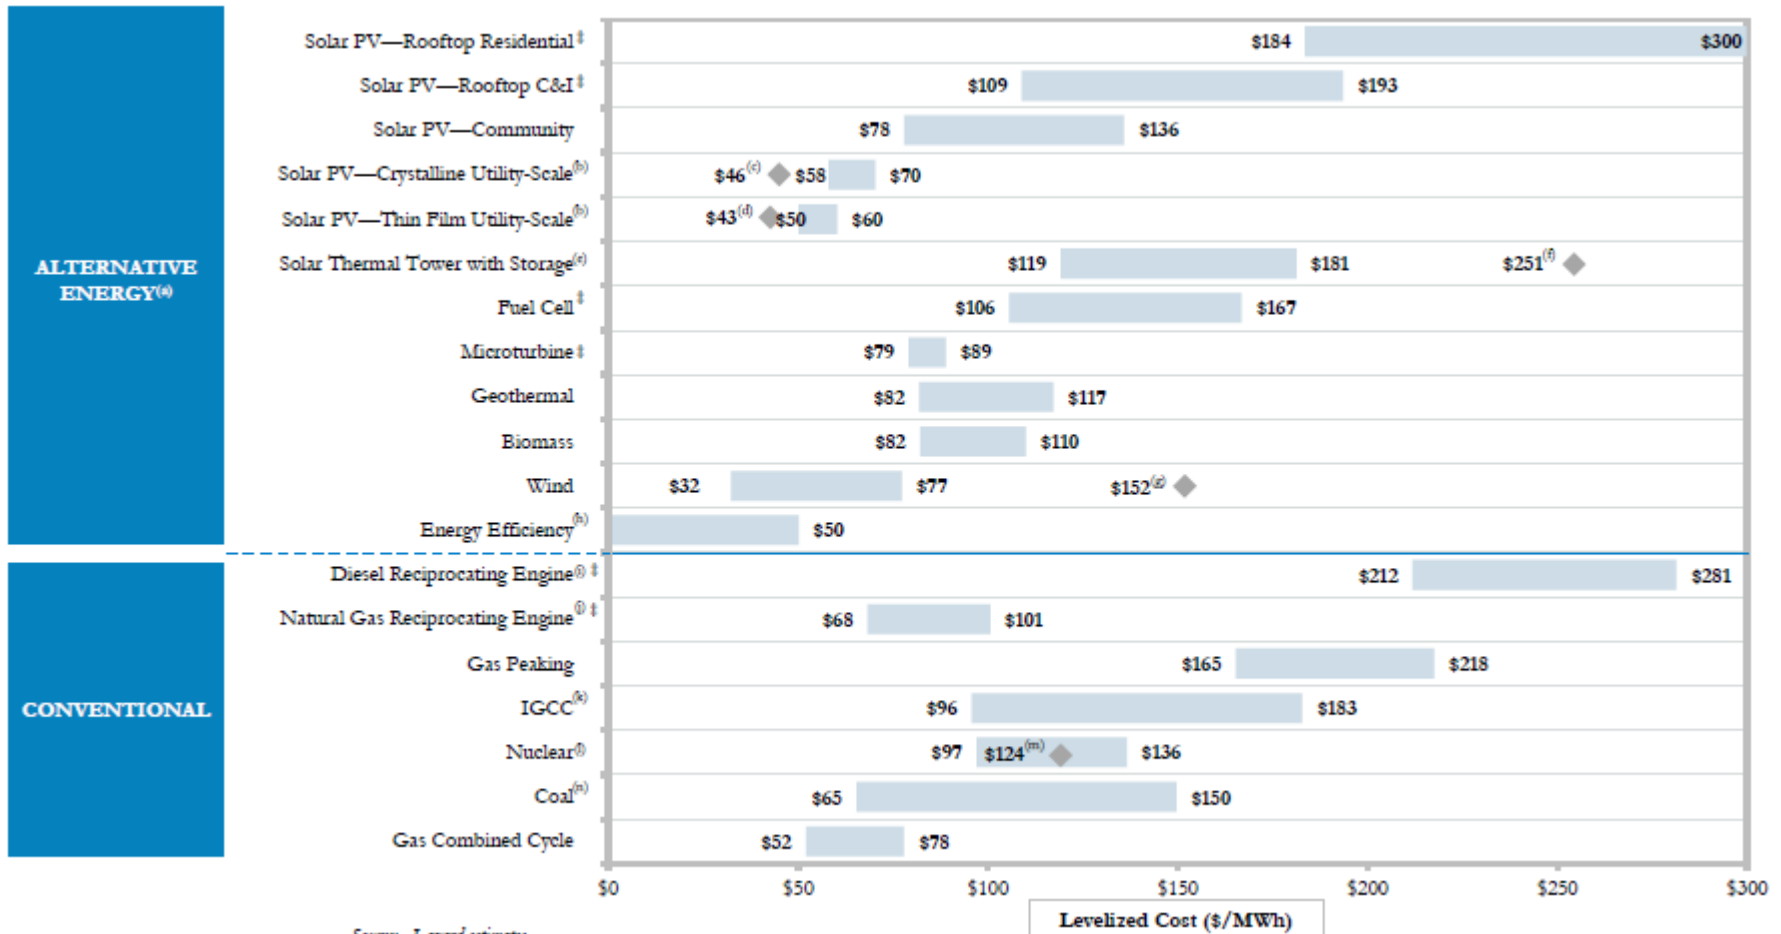 Solar PV—Rooftop Residential‡ $184 $300
Solar PV—Rooftop C&I‡ $109 $193
Solar PV—Community $78 $136
Solar PV—Crystalline Utility-Scale(b) $46(c) $58 $70
Solar PV—Thin Film Utility-Scale(b) $43(d) $50 $60
Solar Thermal Tower with Storage(e) $119 $181 $251(f)
ALTERNATIVE
ENERGY(a)
Fuel Cell‡ $106 $167
Microturbine‡ $79 $89
Geothermal $82 $117
Biomass $82 $110
Wind $32 $77 $152(g)
Energy Efficiency(h) $50
Diesel Reciprocating Engine(i)‡ $212 $281
Natural Gas Reciprocating Engine(j)‡ $68 $101
Gas Peaking $165 $218
CONVENTIONAL
IGCC(k) $96 $183
Nuclear(l) $97 $124(m) $136
Coal(n) $65 $150
Gas Combined Cycle $52 $78
$0 $50 $100 $150 $200 $250 $300
Levelized Cost ($/MWh)